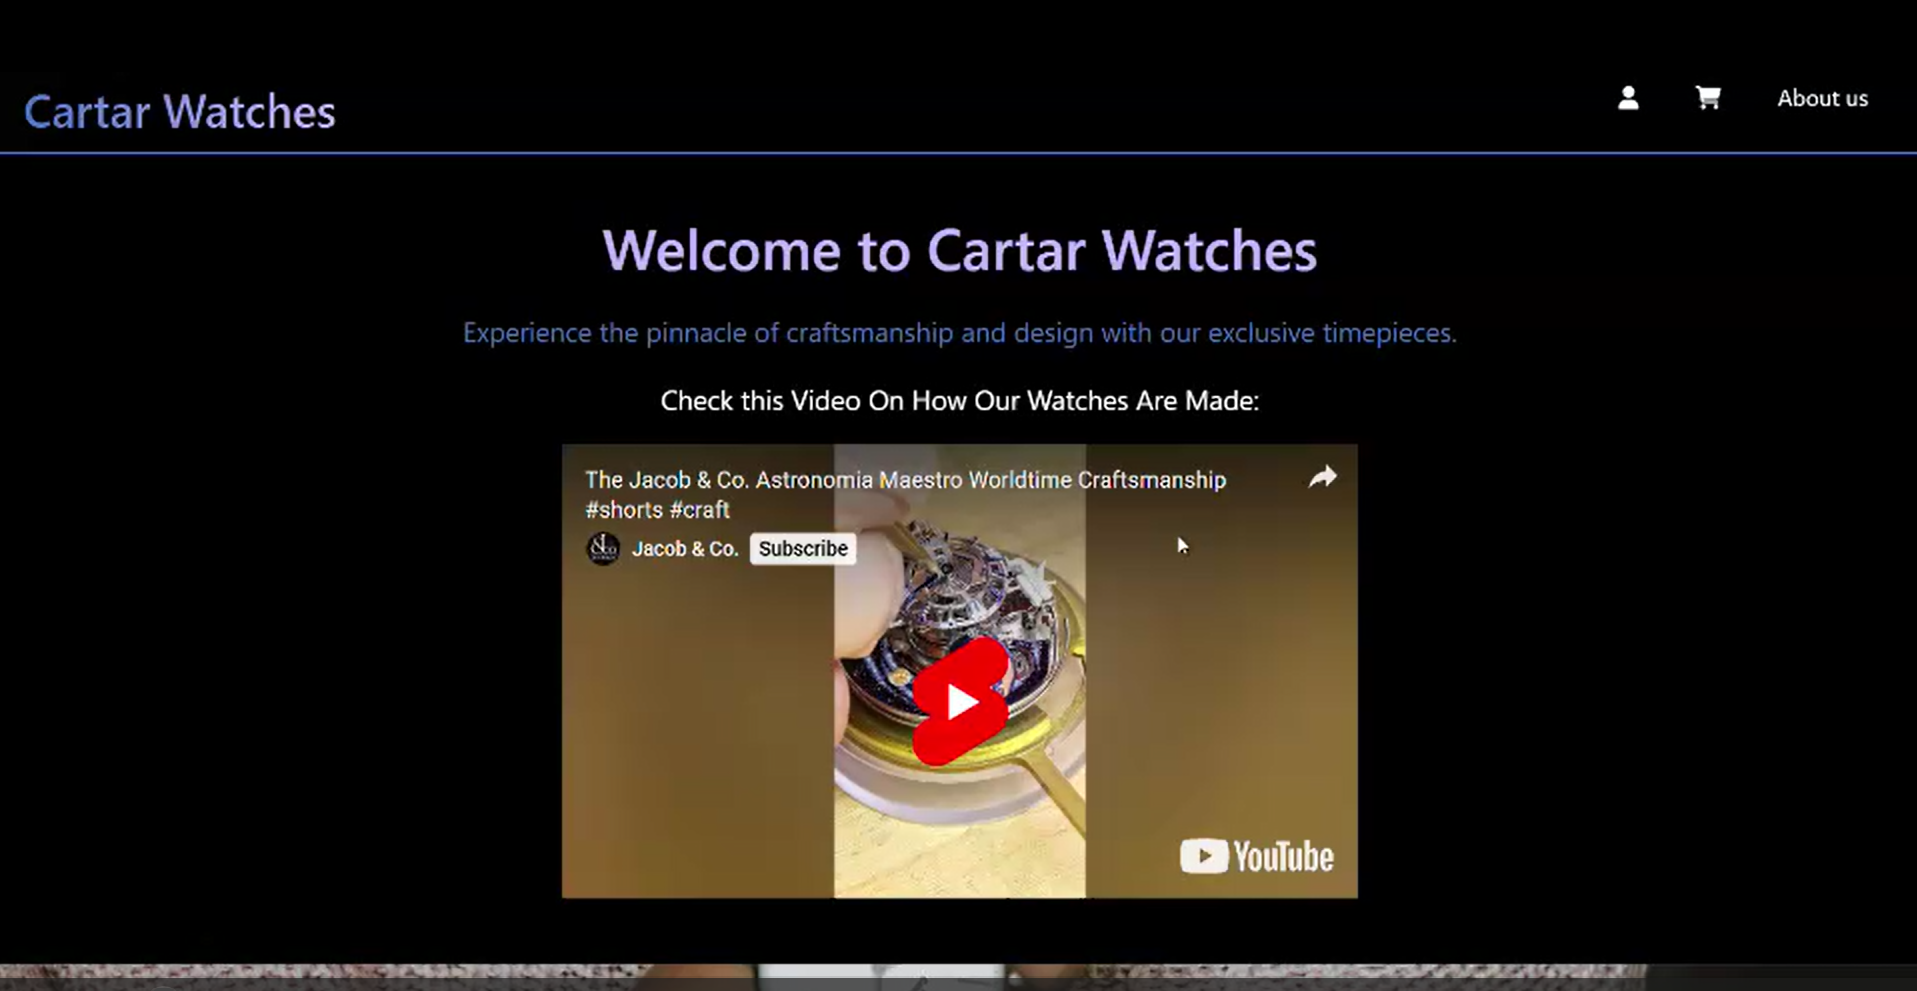 Cartar Watches
About us
Welcome to Cartar Watches
Experience the pinnacle of craftsmanship and design with our exclusive timepieces.
Check this Video On How Our Watches Are Made:
The Jacob & Co. Astronomia Maestro Worldtime Craftsmanship
#shorts #craft
Jacob & Co. Subscribe
YouTube